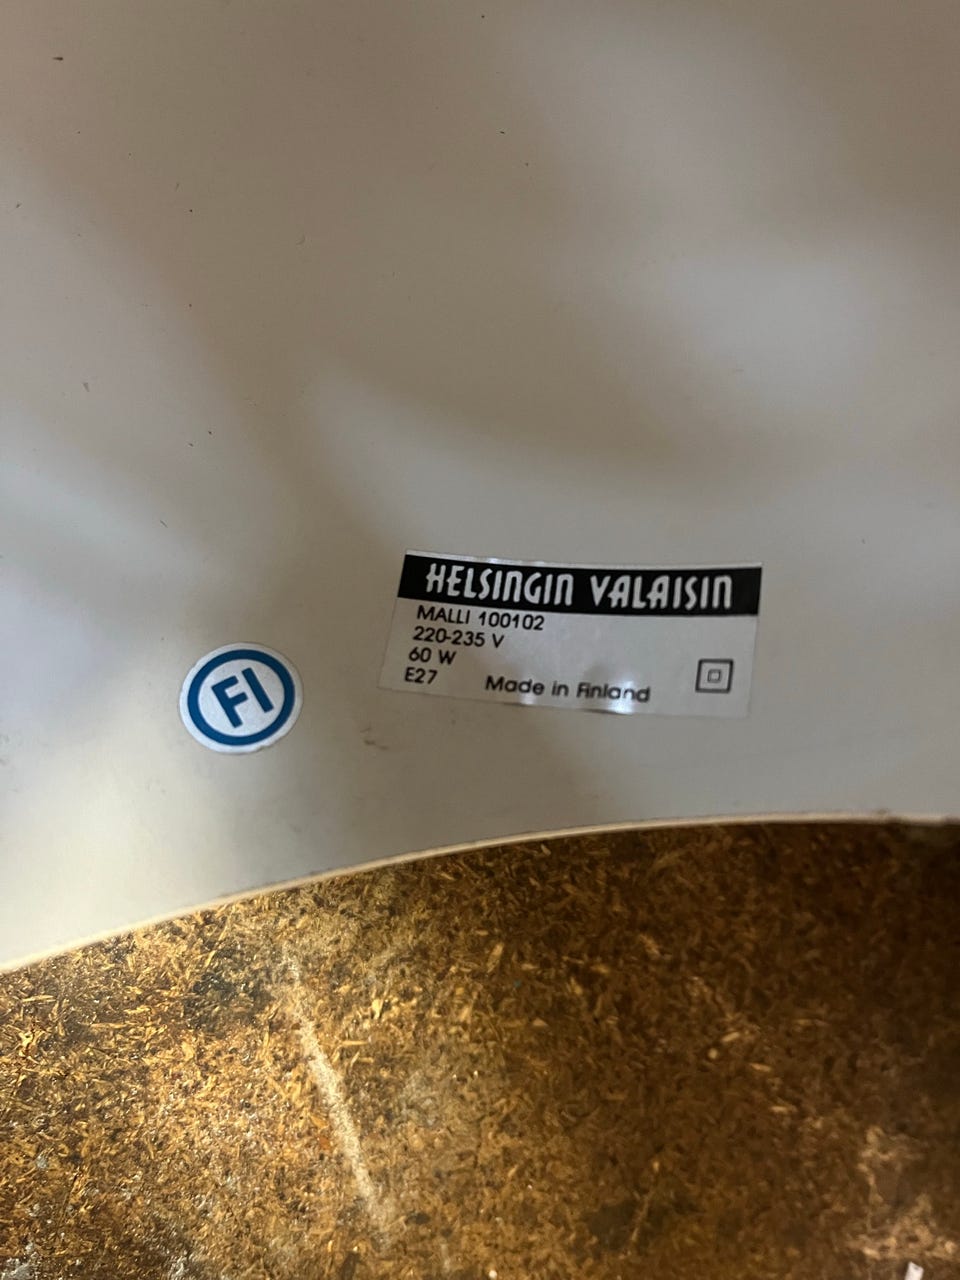 HELSINGIN VALAISIN
MALLI 100102
220-235 V
60 W
E27 Made in Finland
FI